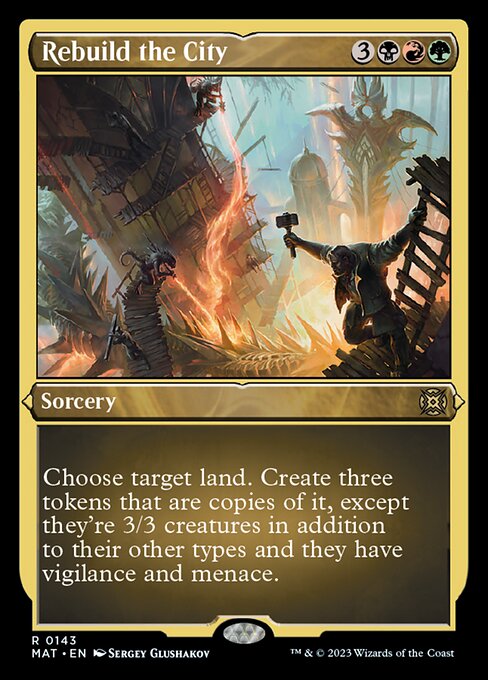 Rebuild the City 3
Sorcery
Choose target land. Create three
tokens that are copies of it, except
they're 3/3 creatures in addition
to their other types and they have
vigilance and menace.
R 0143
MAT • EN Sergey Glushakov
™ & © 2023 Wizards of the Coast